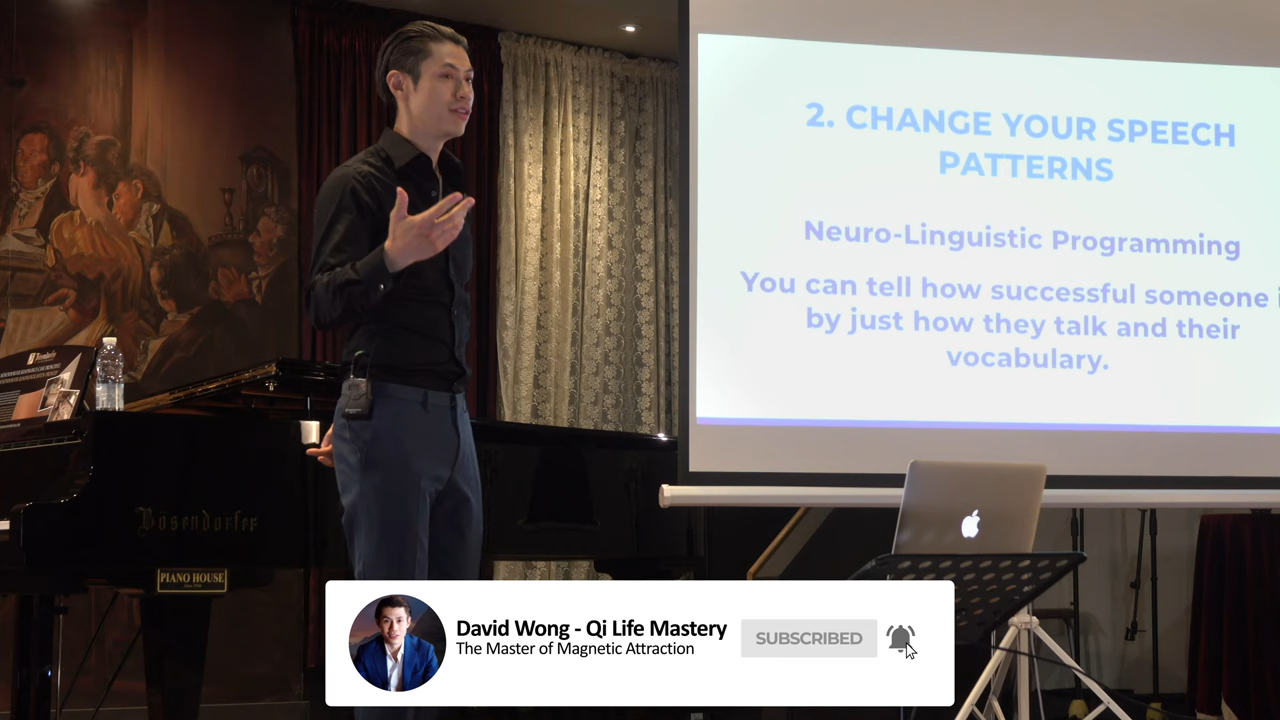 2. CHANGE YOUR SPEECH
PATTERNS
Neuro-Linguistic Programming
You can tell how successful someone
by just how they talk and their
vocabulary.
Bösendorfer
PIANO HOUSE
David Wong - Qi Life Mastery
The Master of Magnetic Attraction
SUBSCRIBED